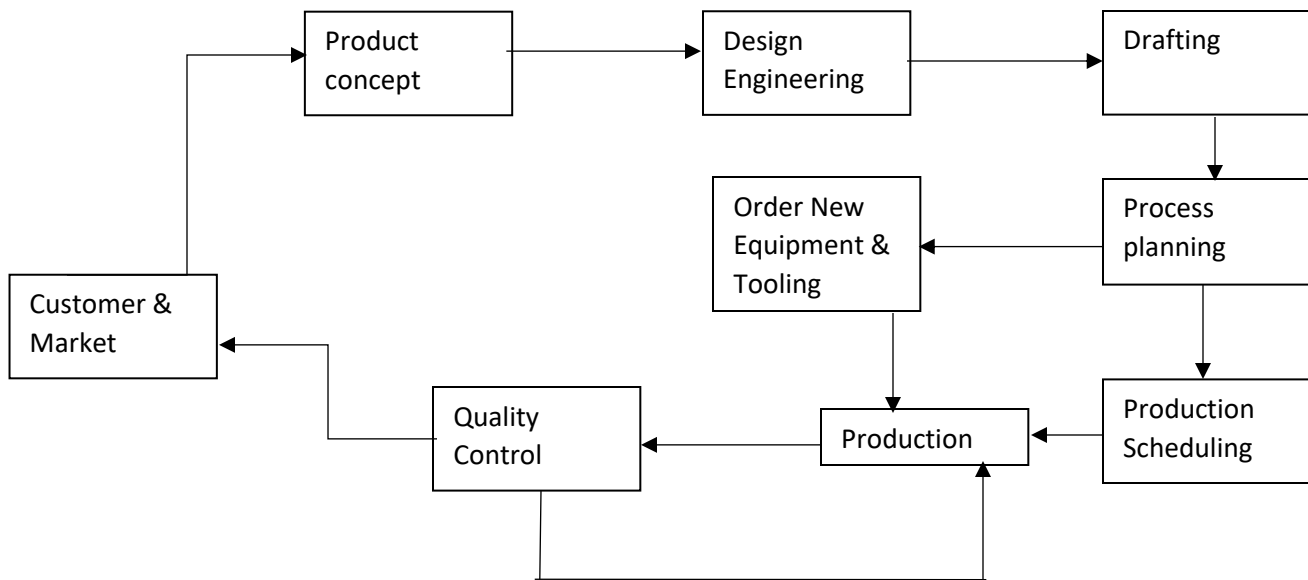 Product
concept
Design
Engineering
Drafting
Order New
Equipment &
Tooling
Process
planning
Customer &
Market
Quality
Control
Production
Production
Scheduling